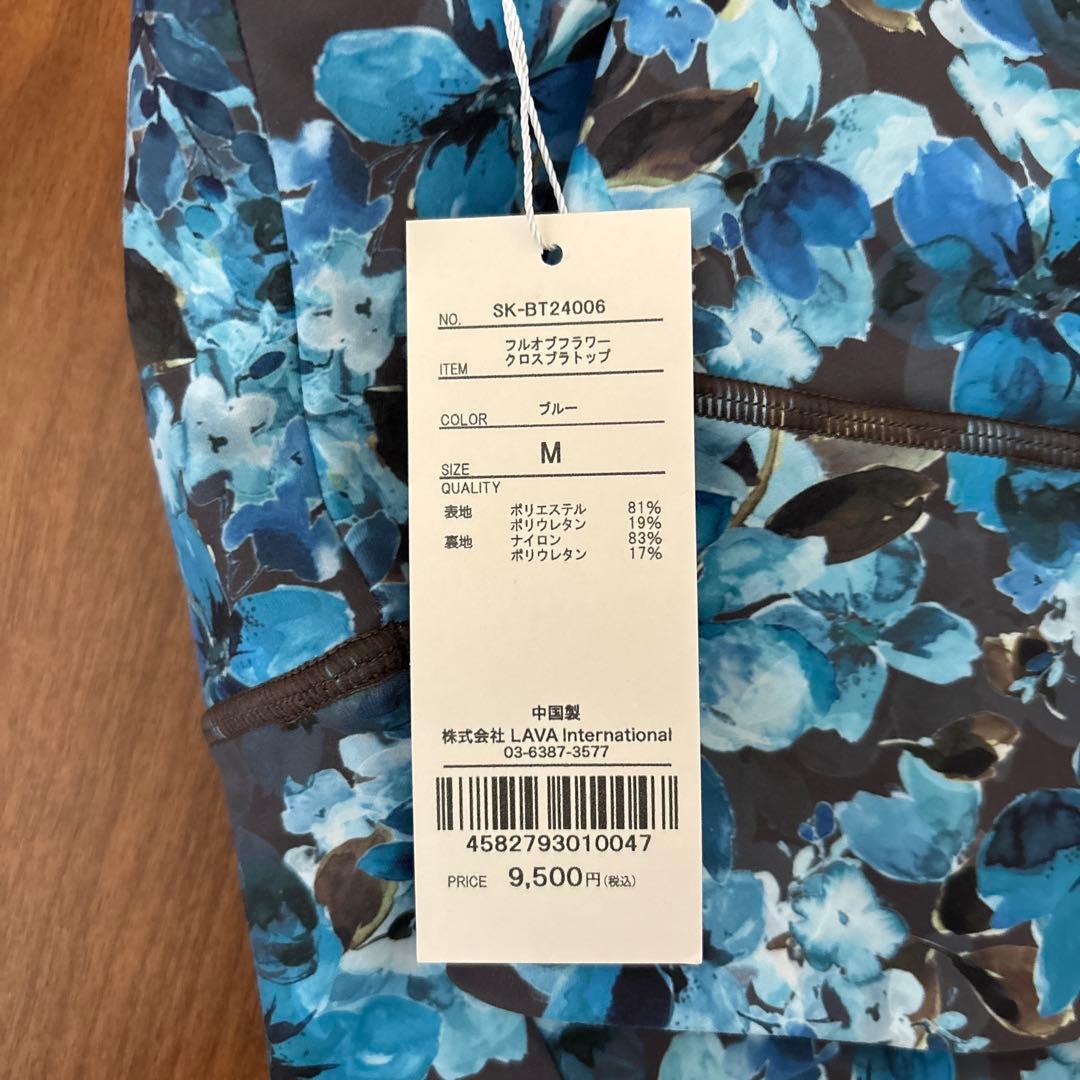 NO. SK-BT24006
フルオブフラワー
ITEM クロスブラトップ
COLOR ブルー
SIZE M
QUALITY
表地 ポリエステル 81%
ポリウレタン 19%
裏地 ナイロン 83%
ポリウレタン 17%
中国製
株式会社 LAVA International
03-6387-3577
4582793010047
PRICE 9,500円(税込)